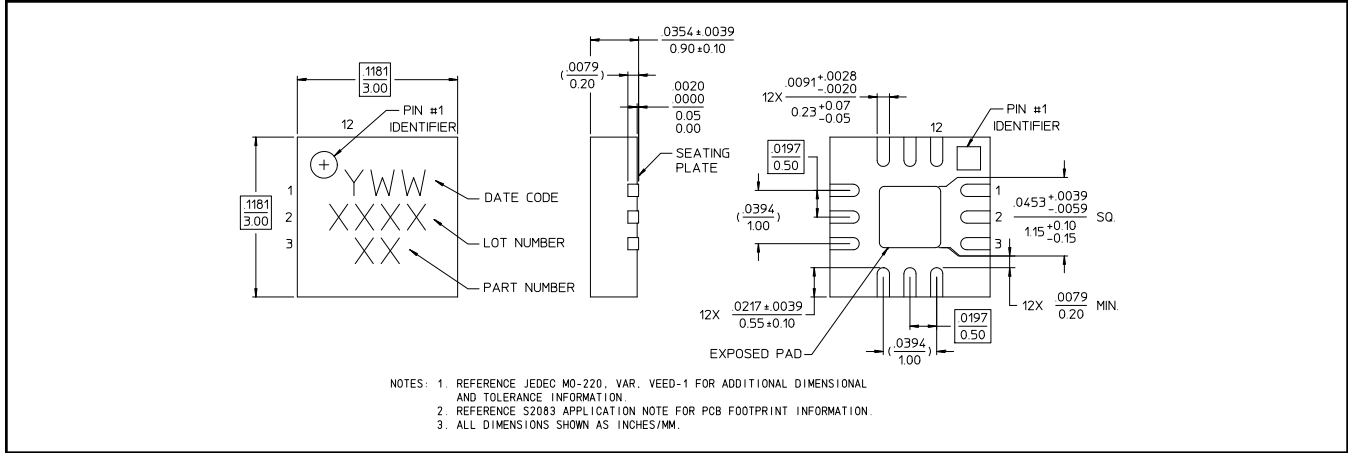 .1181
3.00
12
PIN #1
IDENTIFIER
.1181
3.00
1
2
3
YWW
XXXX
XX
DATE CODE
LOT NUMBER
PART NUMBER
.0354±.0039
0.90±0.10
(.0079
0.20)
.0020
.0000
0.05
0.00
SEATING
PLATE
12X .0091+.0028
-.0020
0.23+0.07
-0.05
12
PIN #1
IDENTIFIER
.0197
0.50
(.0394
1.00)
1
2
3
.0453+.0039
-.0059
1.15+0.10
-0.15
SQ.
12X .0217±.0039
0.55±0.10
12X .0079
0.20 MIN.
.0197
0.50
(.0394
1.00)
EXPOSED PAD
NOTES: 1. REFERENCE JEDEC MO-220, VAR. VEED-1 FOR ADDITIONAL DIMENSIONAL
AND TOLERANCE INFORMATION.
2. REFERENCE S2083 APPLICATION NOTE FOR PCB FOOTPRINT INFORMATION.
3. ALL DIMENSIONS SHOWN AS INCHES/MM.